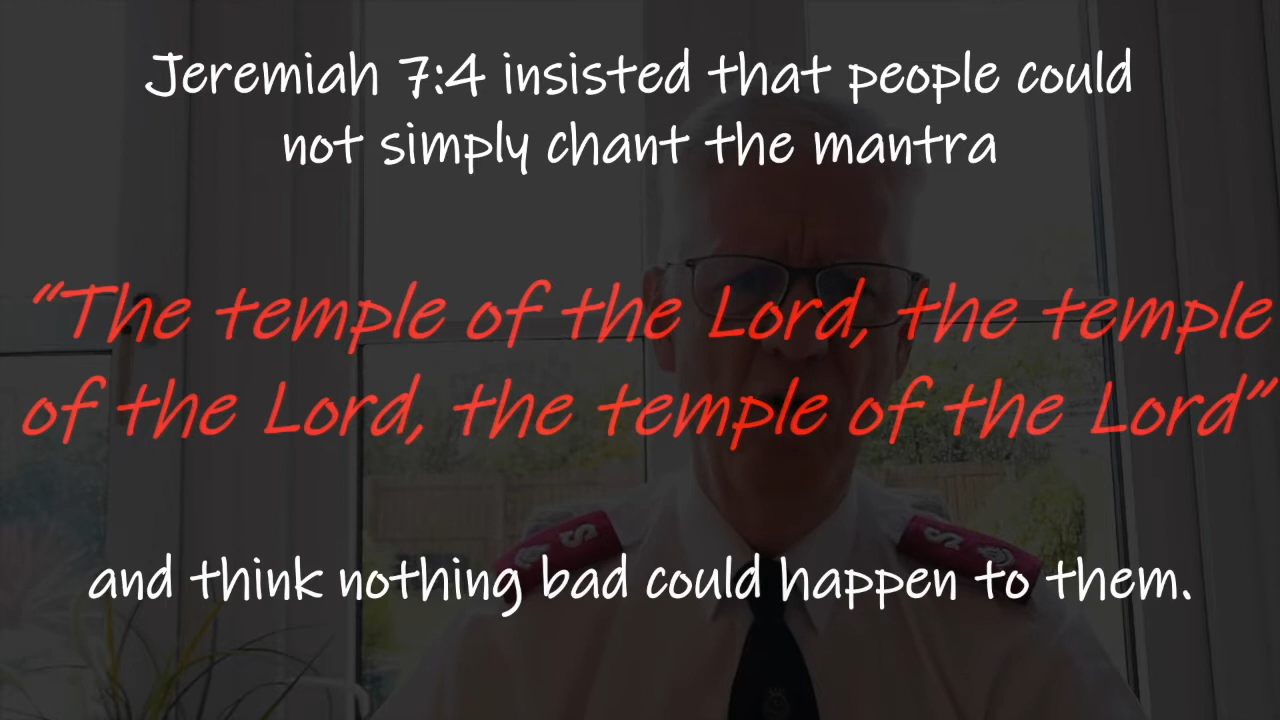 Jeremiah 7:4 insisted that people could
not simply chant the mantra
“The temple of the Lord, the temple
of the Lord, the temple of the Lord”
and think nothing bad could happen to them.
S
S